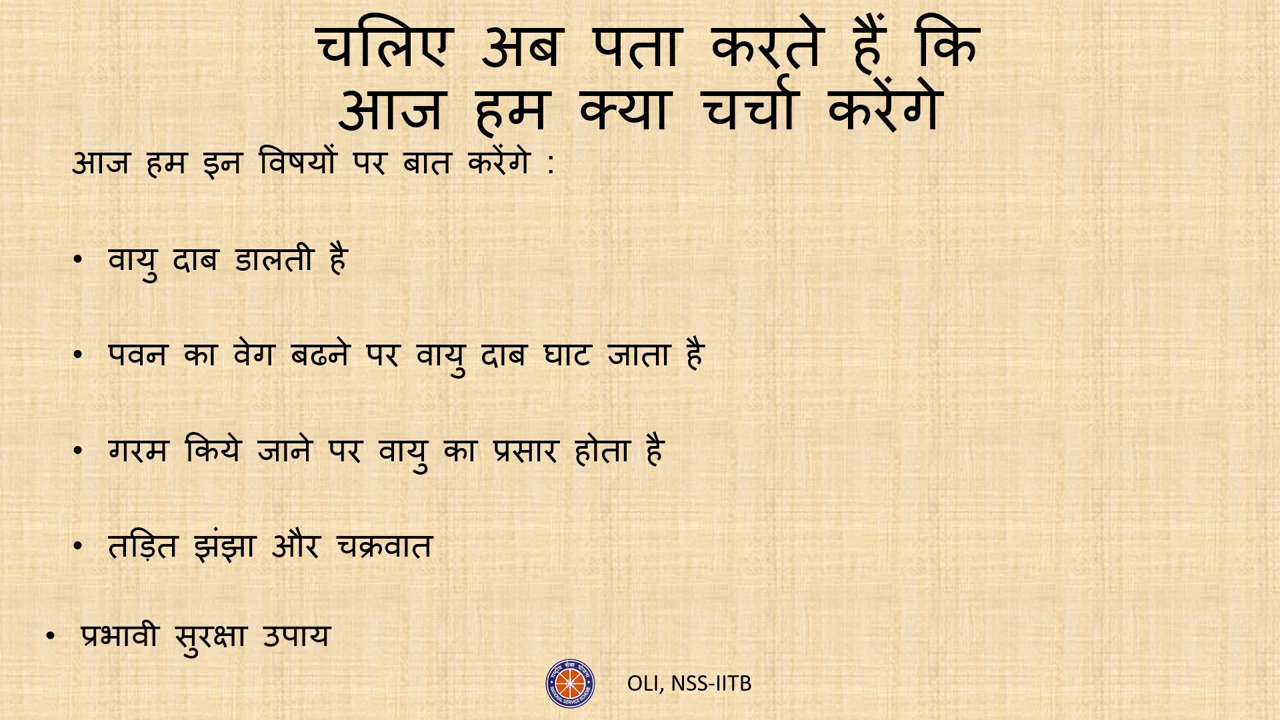 चलिए अब पता करते हैं कि
आज हम क्या चर्चा करेंगे
आज हम इन विषयों पर बात करेंगे :
• वायु दाब डालती है
• पवन का वेग बढने पर वायु दाब घाट जाता है
• गरम किये जाने पर वायु का प्रसार होता है
• तड़ित झंझा और चक्रवात
• प्रभावी सुरक्षा उपाय
OLI, NSS-IITB